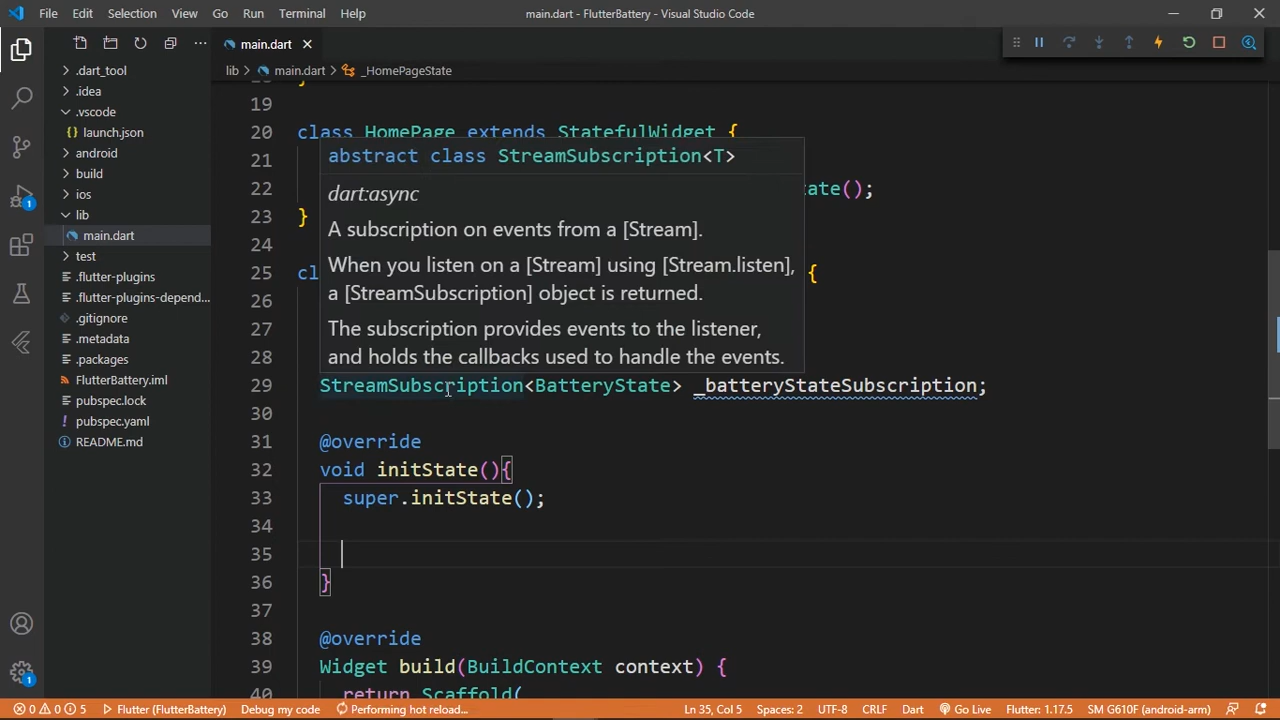 File Edit Selection View Go Run Terminal Help
main.dart - FlutterBattery - Visual Studio Code
main.dart
lib > main.dart > _HomePageState
.dart_tool
.idea
.vscode
launch.json
android
build
ios
lib
main.dart
test
.flutter-plugins
.flutter-plugins-depend...
.gitignore
.metadata
.packages
FlutterBattery.iml
pubspec.lock
pubspec.yaml
README.md
1
1
}
19
20 class HomePage extends StatefulWidget {
21
22 tate();
23 }
24
25 cl {
26
27
28
abstract class StreamSubscription<T>
dart:async
A subscription on events from a [Stream].
When you listen on a [Stream] using [Stream.listen],
a [StreamSubscription] object is returned.
The subscription provides events to the listener,
and holds the callbacks used to handle the events.
29 StreamSubscription<BatteryState> _batteryStateSubscription;
30
31 @override
32 void initState(){
33 super.initState();
34
35
36 }
37
38 @override
39 Widget build(BuildContext context) {
40 return Scaffold(
0 0 5 Flutter (FlutterBattery) Debug my code Performing hot reload... Ln 35, Col 5 Spaces: 2 UTF-8 CRLF Dart Go Live Flutter: 1.17.5 SM G610F (android-arm)